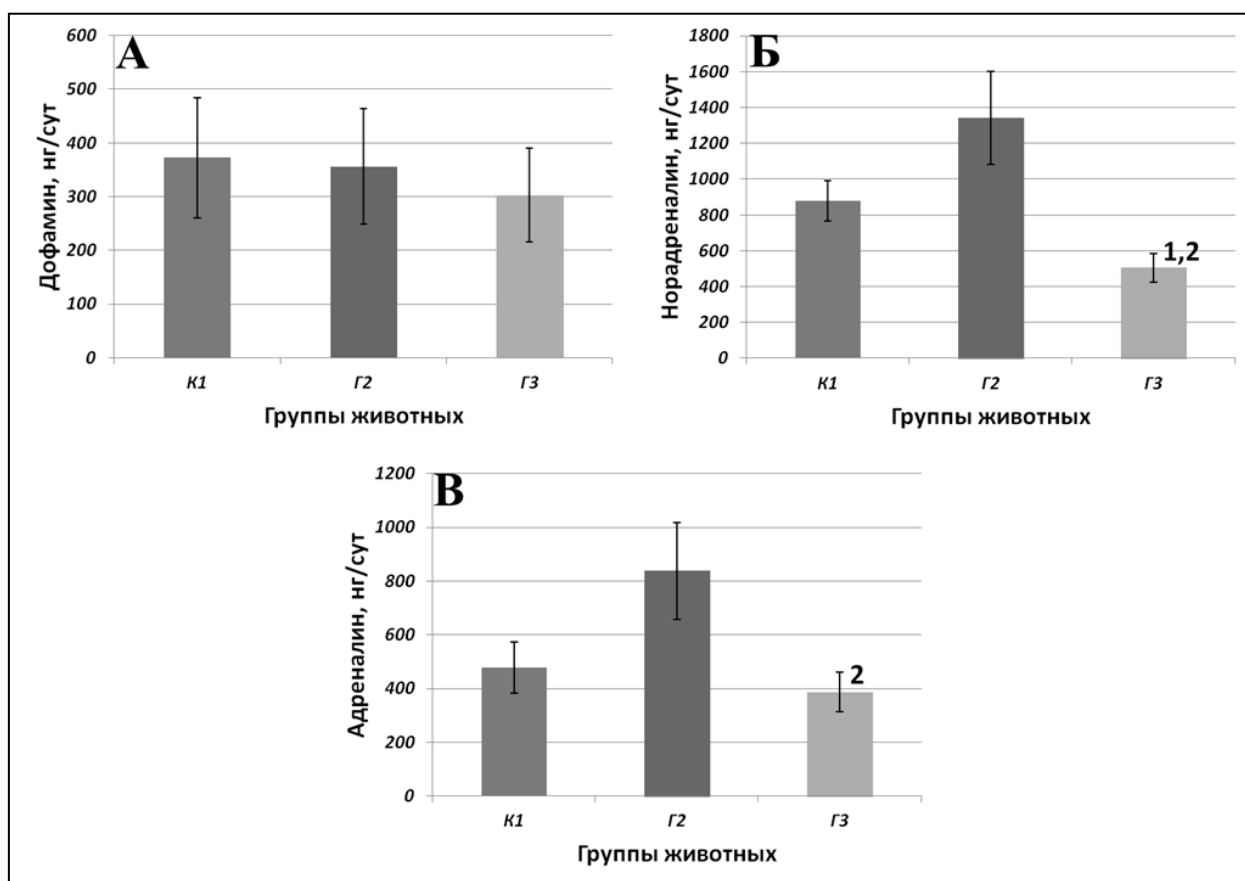 А
Дофамин, нг/сут
600
500
400
300
200
100
0
К1 Г2 Г3
Группы животных
Б
Норадреналин, нг/сут
1800
1600
1400
1200
1000
800
600
400
200
0
1,2
К1 Г2 Г3
Группы животных
В
Адреналин, нг/сут
1200
1000
800
600
400
200
0
2
К1 Г2 Г3
Группы животных